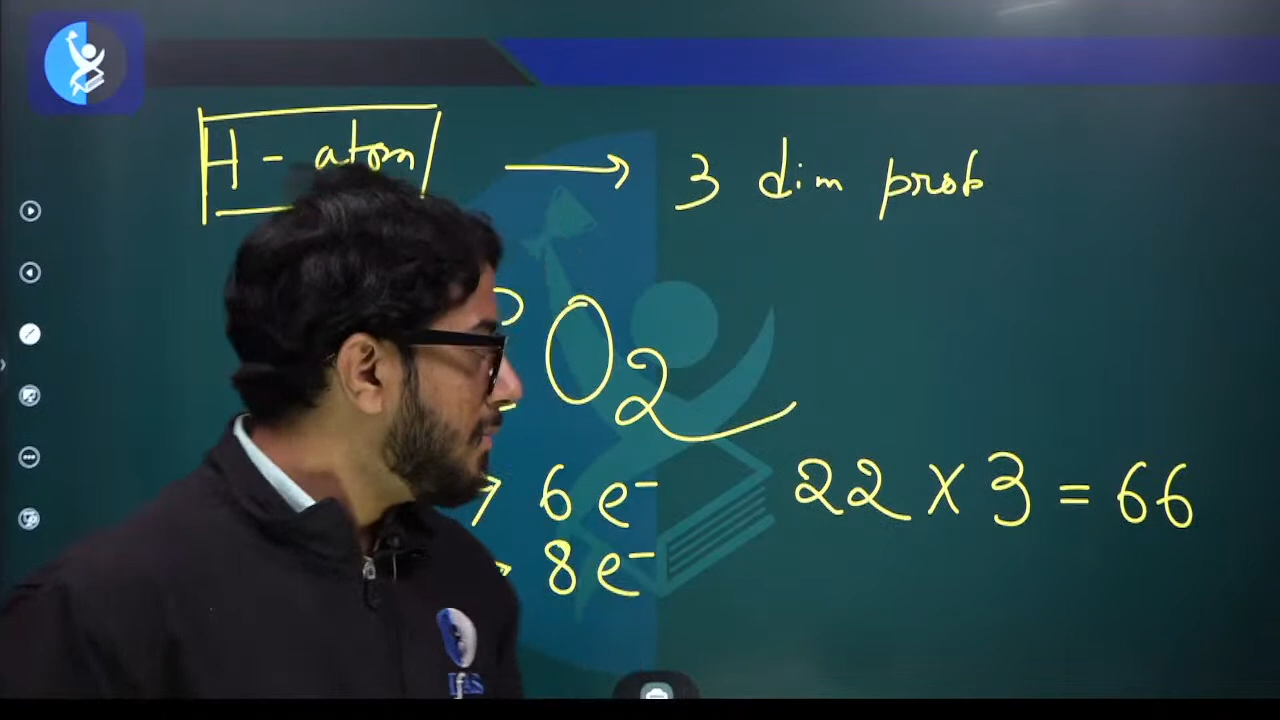 H - atom → 3 dim prob
O2
→ 6 e⁻ 22 × 3 = 66
→ 8 e⁻